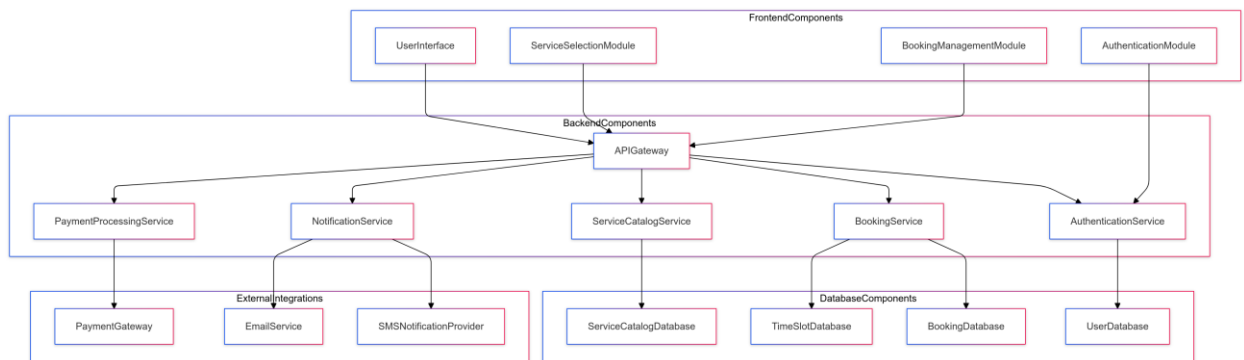 FrontendComponents
UserInterface
ServiceSelectionModule
BookingManagementModule
AuthenticationModule
BackendComponents
APIGateway
PaymentProcessingService
NotificationService
ServiceCatalogService
BookingService
AuthenticationService
ExternalIntegrations
DatabaseComponents
PaymentGateway
EmailService
SMSNotificationProvider
ServiceCatalogDatabase
TimeSlotDatabase
BookingDatabase
UserDatabase